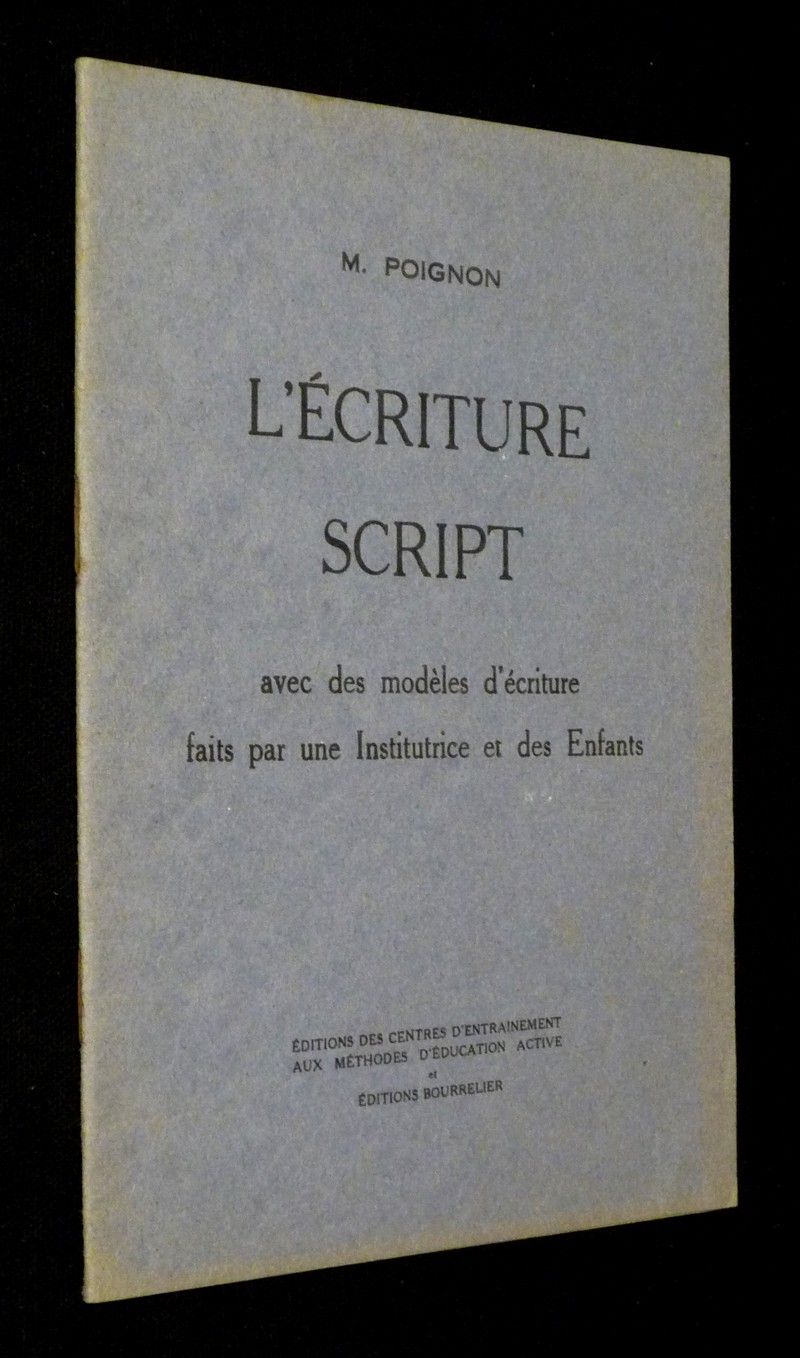 M. POIGNON
L'ÉCRITURE
SCRIPT
avec des modèles d'écriture
faits par une Institutrice et des Enfants
ÉDITIONS DES CENTRES D'ENTRAINEMENT
AUX MÉTHODES D'ÉDUCATION ACTIVE
et
ÉDITIONS BOURRELIER